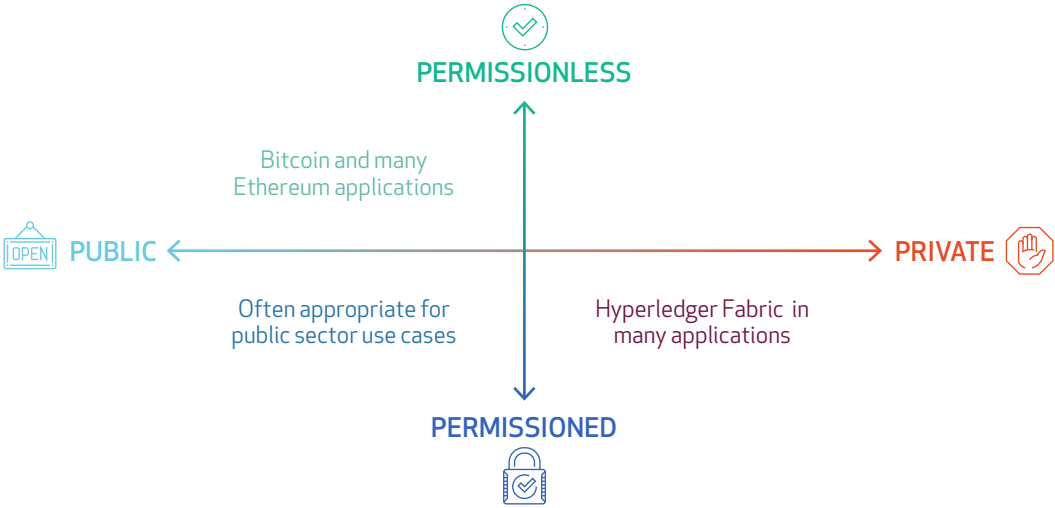 PERMISSIONLESS
Bitcoin and many
Ethereum applications
OPEN
PUBLIC
PRIVATE
Often appropriate for
public sector use cases
Hyperledger Fabric in
many applications
PERMISSIONED